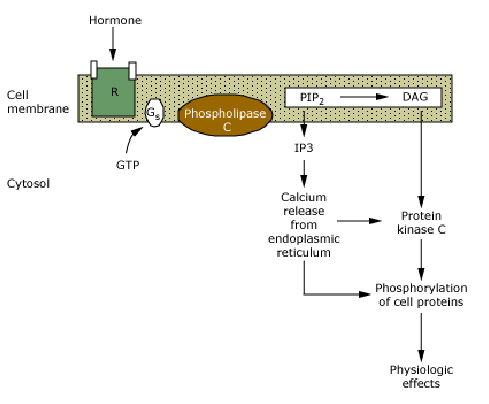 Hormone
Cell
membrane
R
G
s
GTP
Phospholipase
C
PIP2
DAG
IP3
Cytosol
Calcium
release
from
endoplasmic
reticulum
Protein
kinase C
Phosphorylation
of cell proteins
Physiologic
effects